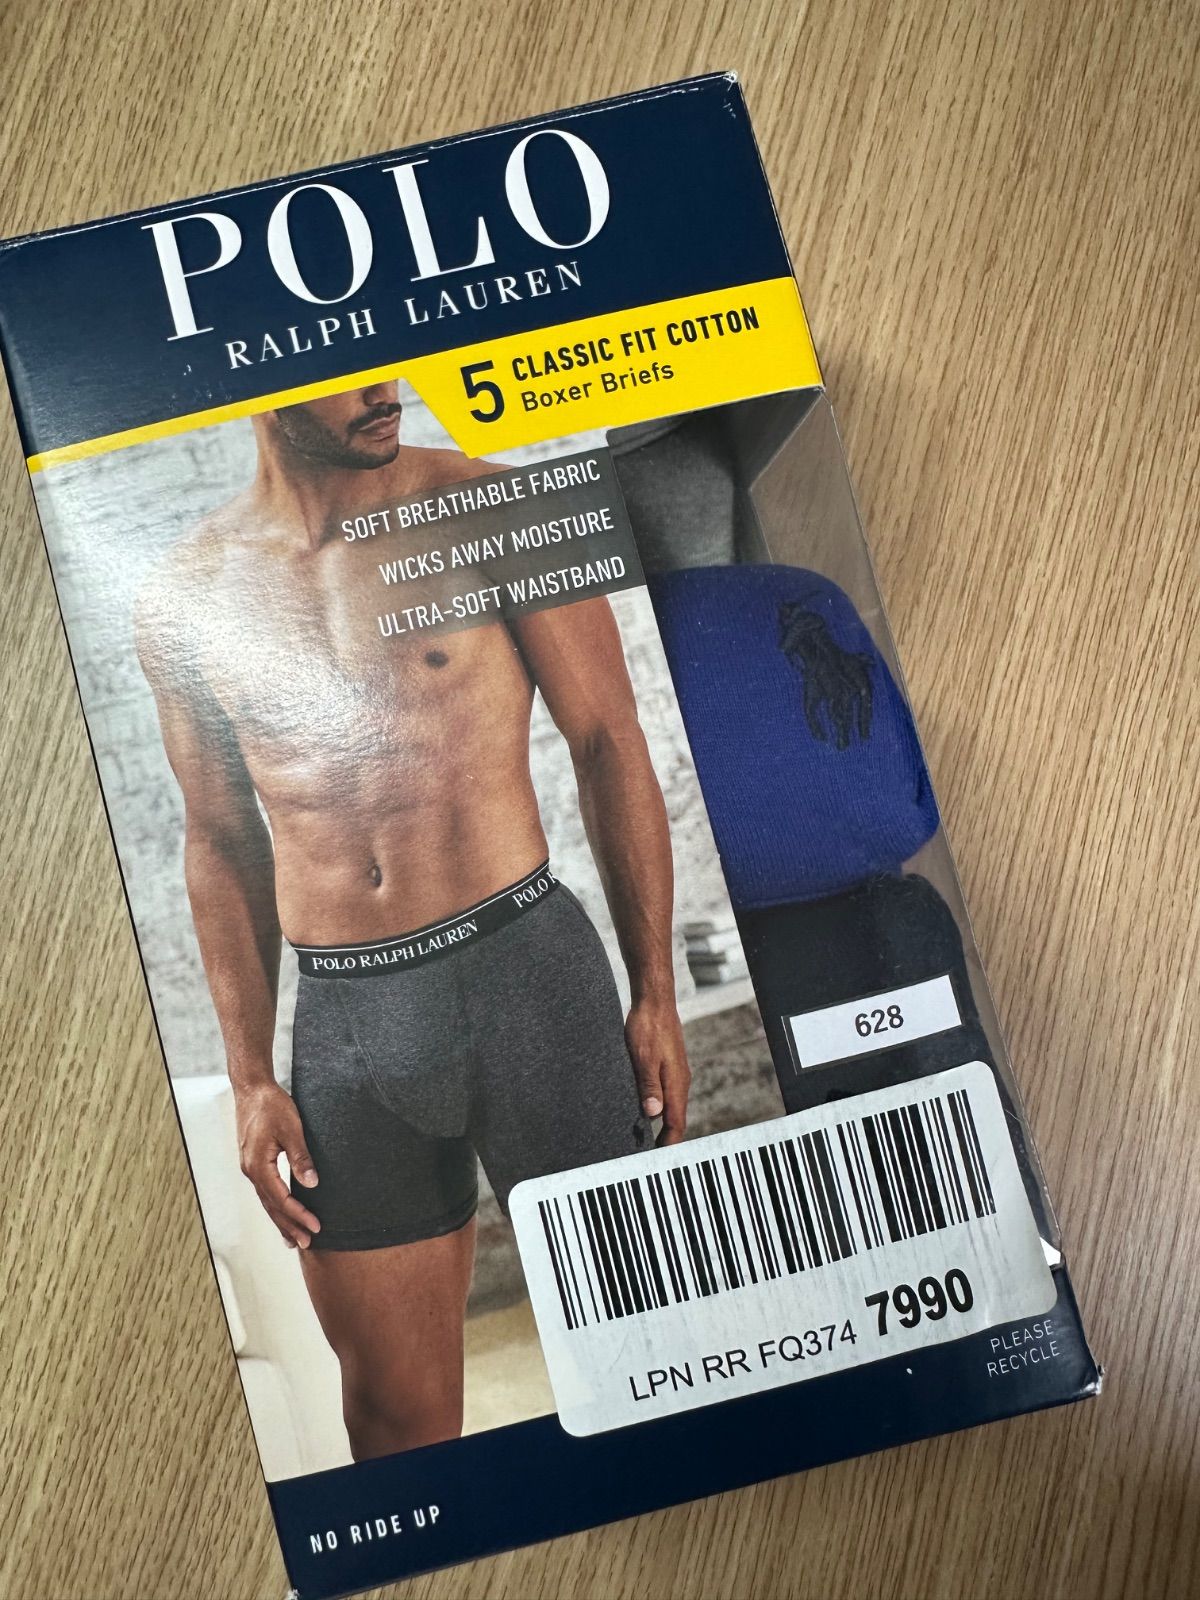 POLO
RALPH LAUREN
5 CLASSIC FIT COTTON
Boxer Briefs
SOFT BREATHABLE FABRIC
WICKS AWAY MOISTURE
ULTRA-SOFT WAISTBAND
POLO RALPH LAUREN POLO R
628
LPN RR FQ374 7990
PLEASE
RECYCLE
NO RIDE UP